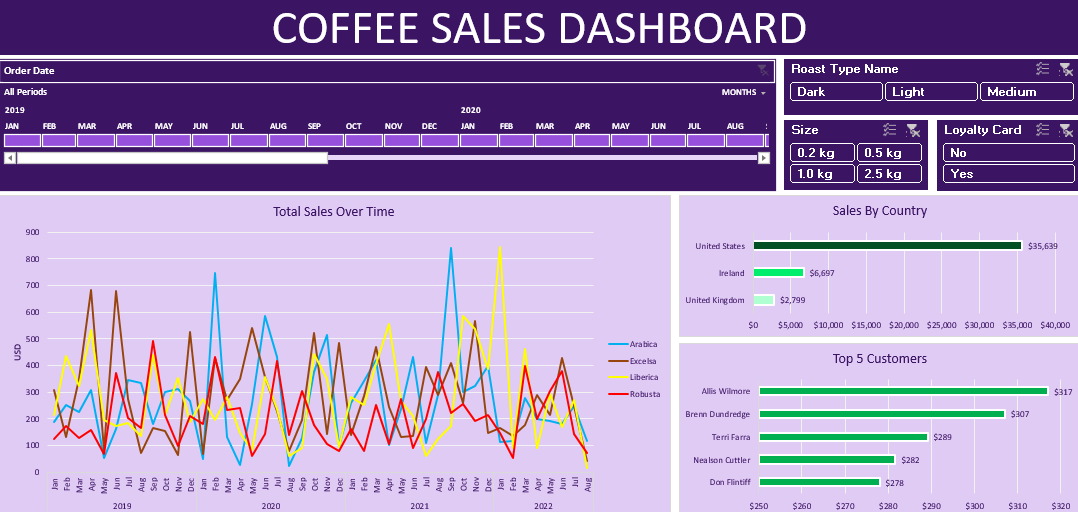 COFFEE SALES DASHBOARD
Order Date
All Periods
MONTHS
2019 2020
JAN FEB MAR APR MAY JUN JUL AUG SEP OCT NOV DEC JAN FEB MAR APR MAY JUN JUL AUG
Roast Type Name
Dark Light Medium
Size
0.2 kg 0.5 kg
1.0 kg 2.5 kg
Loyalty Card
No
Yes
Total Sales Over Time
USD
900
800
700
600
500
400
300
200
100
0
Jan Feb Mar Apr May Jun Jul Aug Sep Oct Nov Dec Jan Feb Mar Apr May Jun Jul Aug Sep Oct Nov Dec Jan Feb Mar Apr May Jun Jul Aug Sep Oct Nov Dec Jan Feb Mar Apr May Jun Jul Aug
2019 2020 2021 2022
Arabica
Excelsa
Liberica
Robusta
Sales By Country
United States $35,639
Ireland $6,697
United Kingdom $2,799
$0 $5,000 $10,000 $15,000 $20,000 $25,000 $30,000 $35,000 $40,000
Top 5 Customers
Allis Wilmore $317
Brenn Dundredge $307
Terri Farra $289
Nealson Cuttler $282
Don Flintiff $278
$250 $260 $270 $280 $290 $300 $310 $320